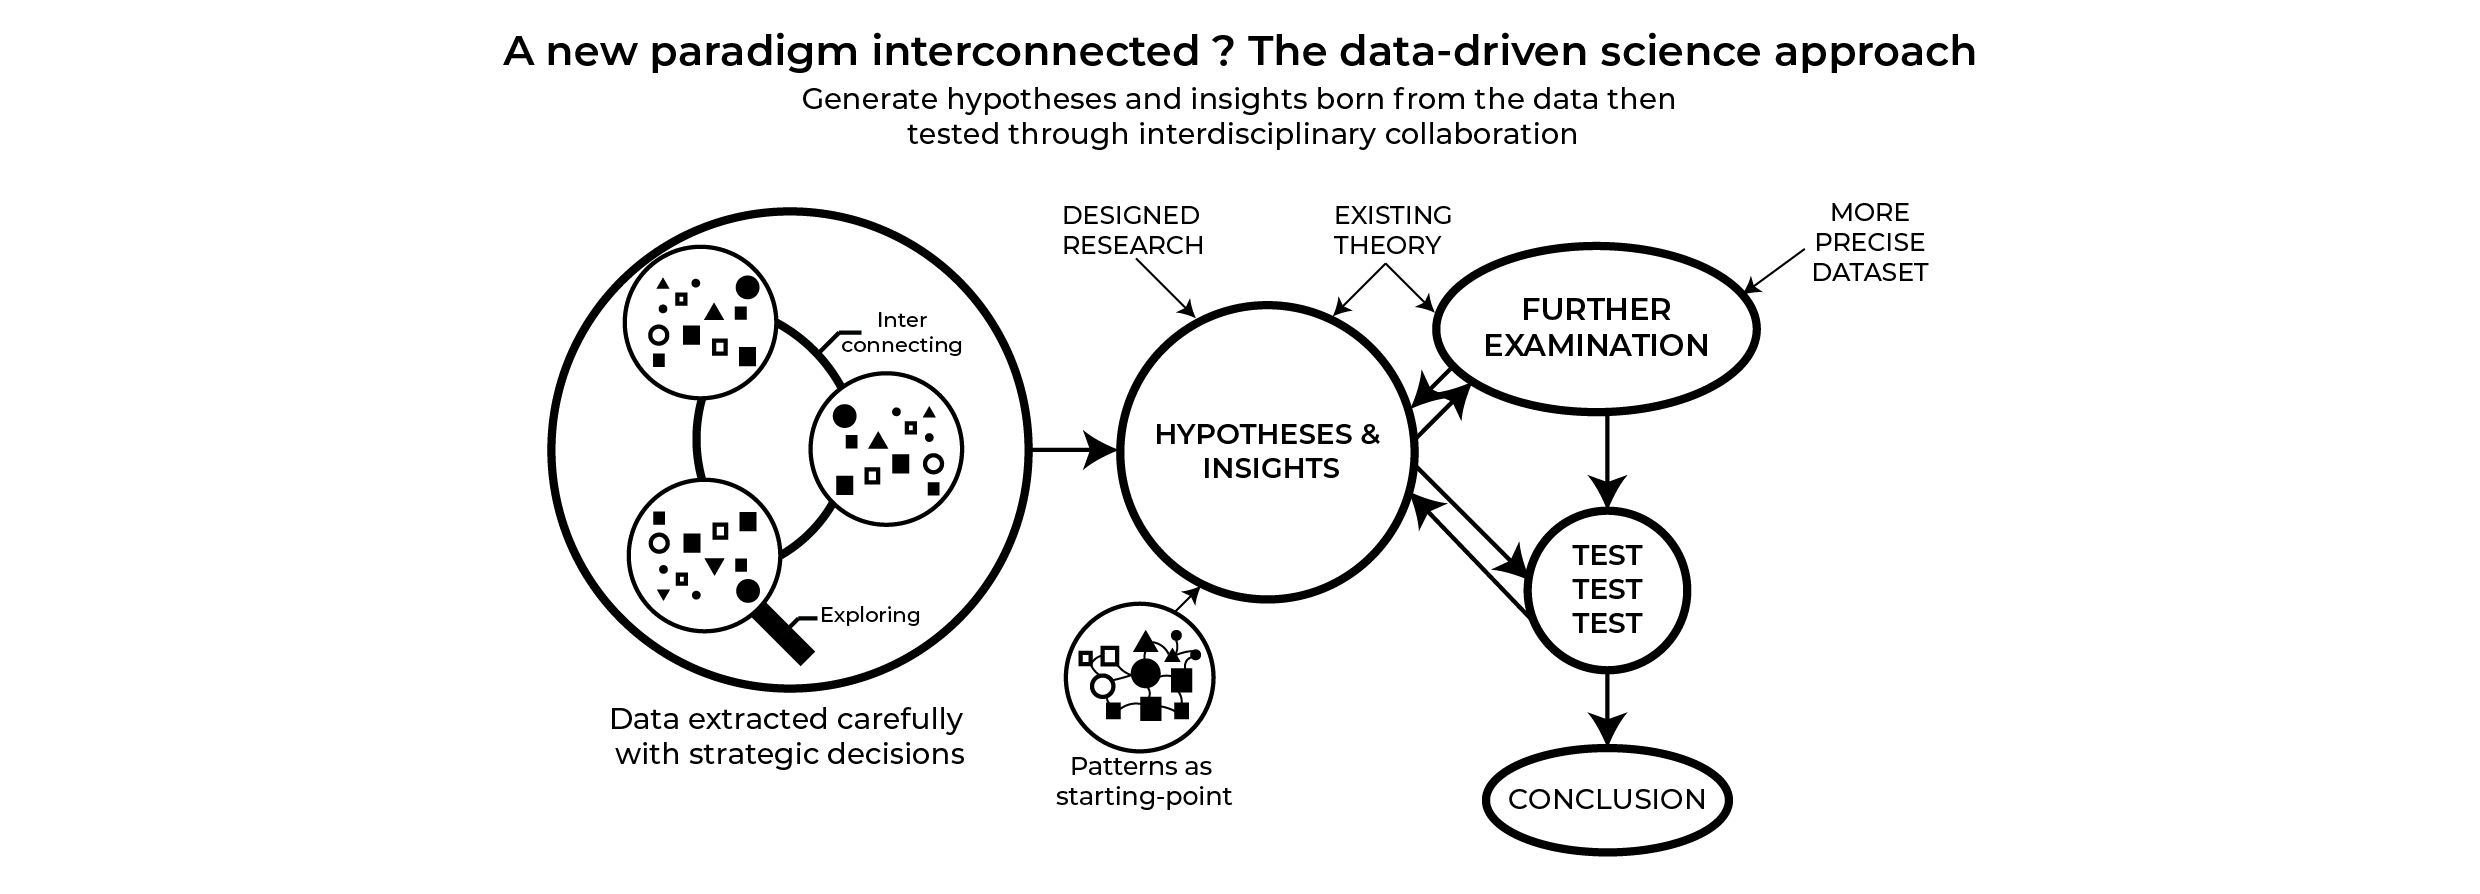 A new paradigm interconnected ? The data-driven science approach
Generate hypotheses and insights born from the data then
tested through interdisciplinary collaboration
Inter
connecting
Exploring
Data extracted carefully
with strategic decisions
DESIGNED
RESEARCH
EXISTING
THEORY
MORE
PRECISE
DATASET
FURTHER
EXAMINATION
HYPOTHESES &
INSIGHTS
TEST
TEST
TEST
Patterns as
starting-point
CONCLUSION